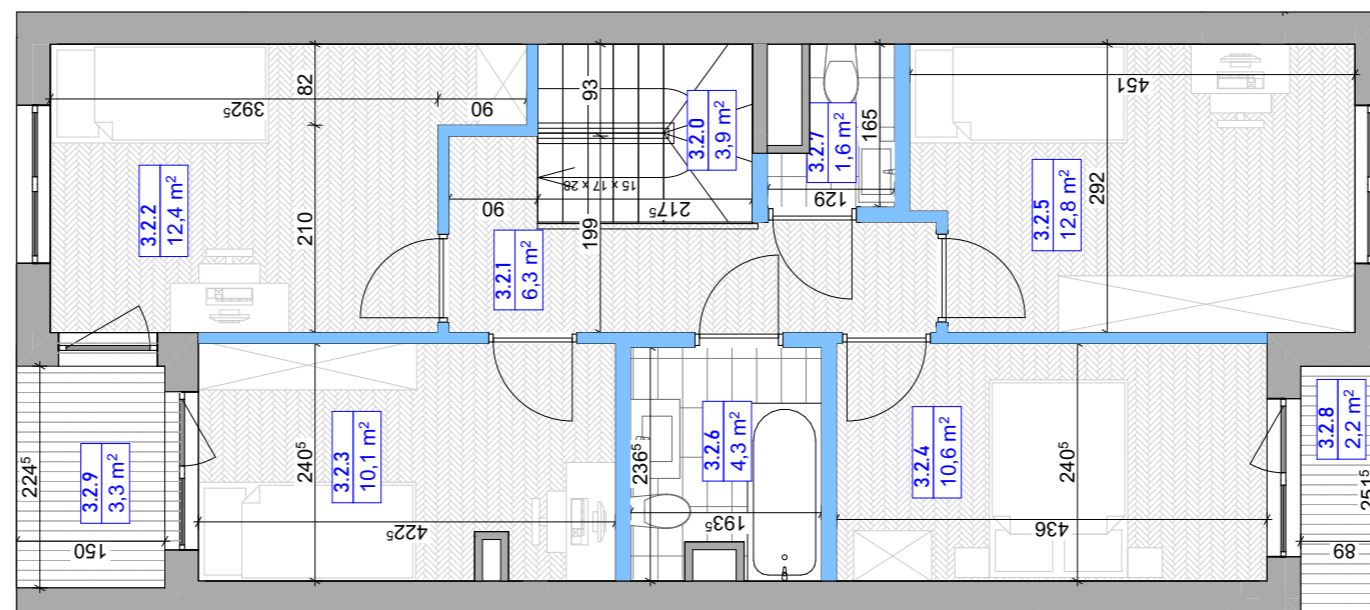 82
392⁵
90
93
3.2.0
3,9 m²
3.2.7
1,6 m²
165
451
3.2.2
12,4 m²
210
15 x 17 x 28
90
217⁵
199
129
292
3.2.5
12,8 m²
3.2.1
6,3 m²
224⁵
3.2.9
3,3 m²
150
240⁵
3.2.3
10,1 m²
422⁵
236⁵
3.2.6
4,3 m²
193⁵
3.2.4
10,6 m²
436
240⁵
3.2.8
2,2 m²
251⁵
89